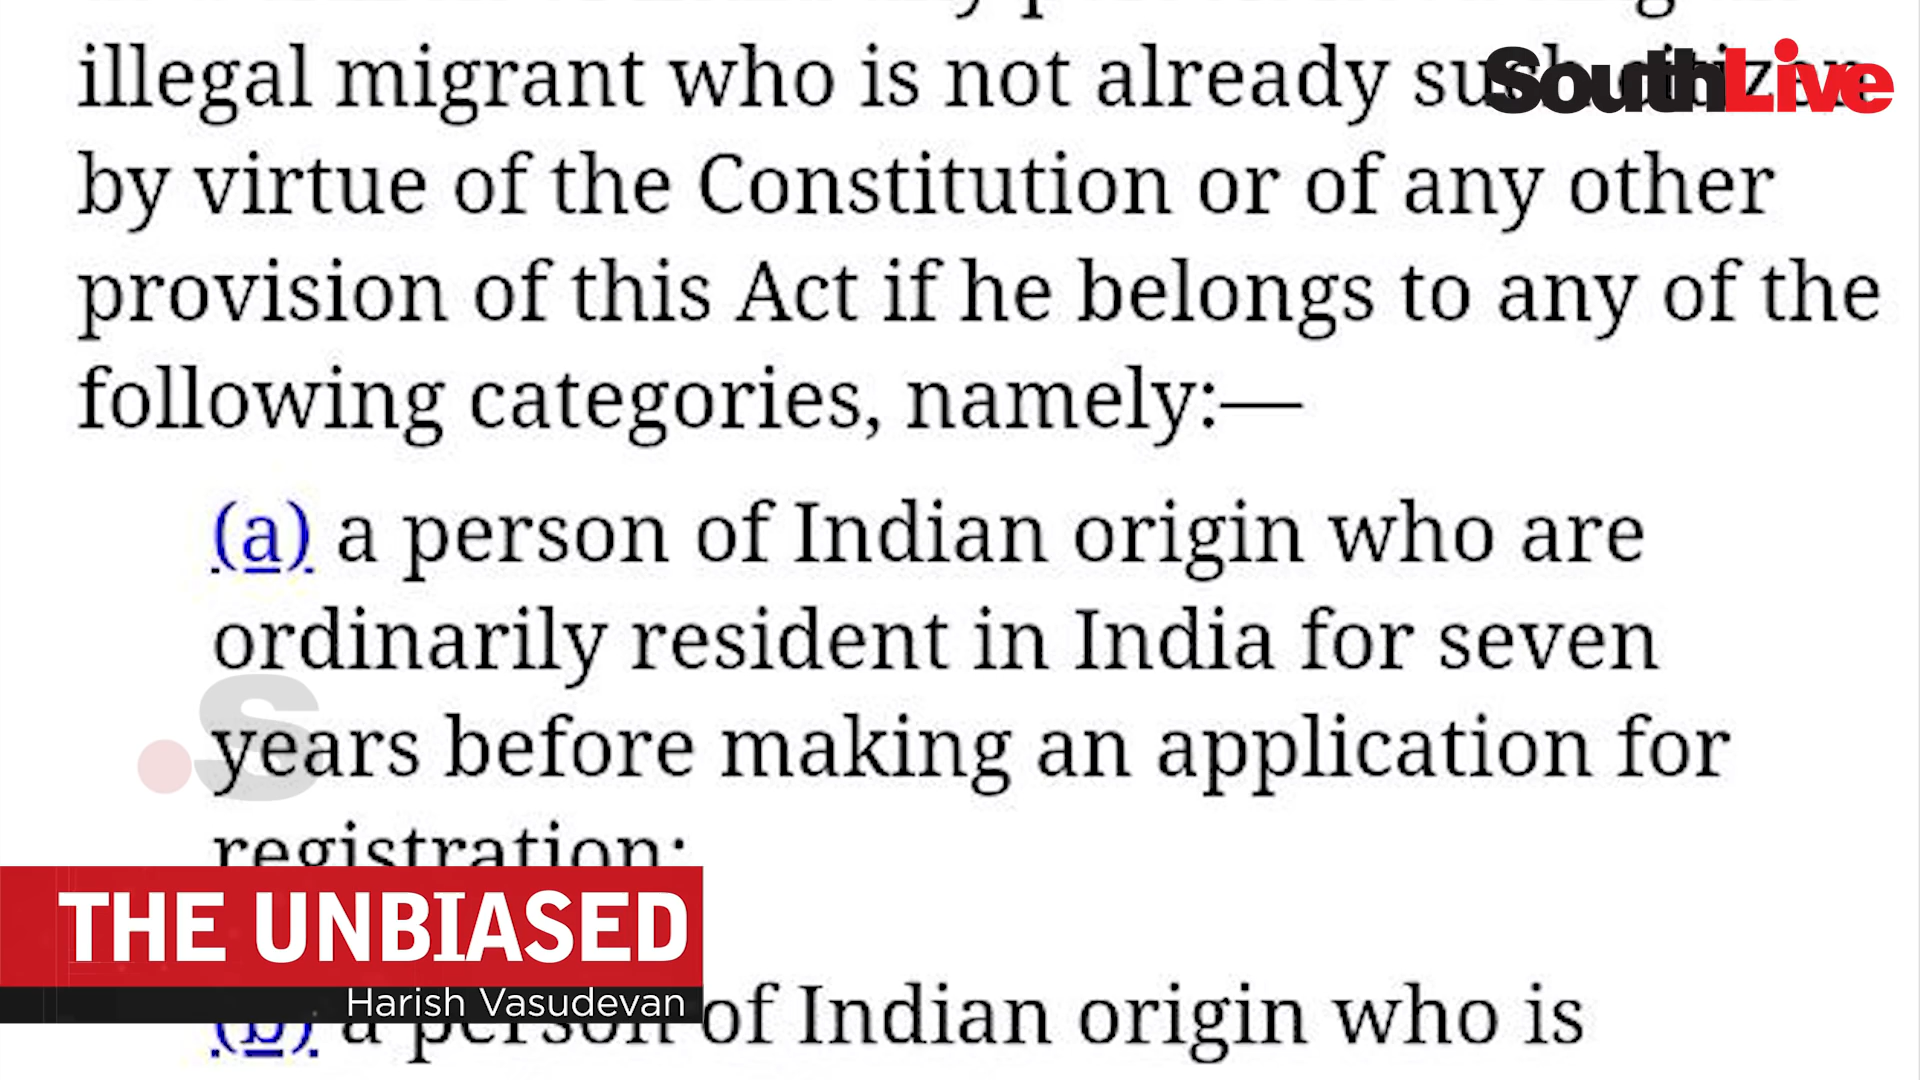 illegal migrant who is not already such citizen
SouthLive
by virtue of the Constitution or of any other
provision of this Act if he belongs to any of the
following categories, namely:—
(a) a person of Indian origin who are
ordinarily resident in India for seven
years before making an application for
registration;
S
THE UNBIASED
Harish Vasudevan
(b) a person of Indian origin who is